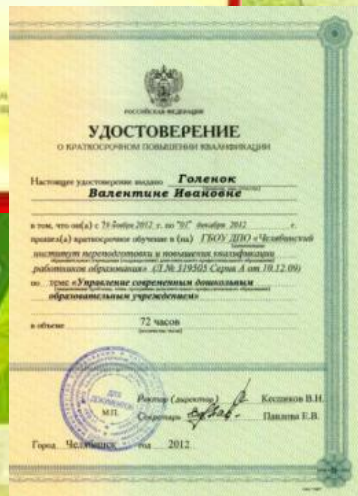 РОССИЙСКАЯ ФЕДЕРАЦИЯ
УДОСТОВЕРЕНИЕ
О КРАТКОСРОЧНОМ ПОВЫШЕНИИ КВАЛИФИКАЦИИ
Настоящее удостоверение выдано Голенок
Валентине Ивановне
в том, что он(а) с 2012 г. по "01" декабря 2012 г.
прошел(а) краткосрочное обучение в (на) ГБОУ ДПО «Челябинский
институт переподготовки и повышения квалификации
работников образования» (Л № 319505 Серия А от 10.12.09)
по теме «Управление современным дошкольным
образовательным учреждением»
в объеме 72 часов
М.П.
ДЛЯ ДОКУМЕНТОВ
Ректор (директор) Кеспиков В.Н.
Секретарь Павлова Е.В.
Город Челябинск год 2012